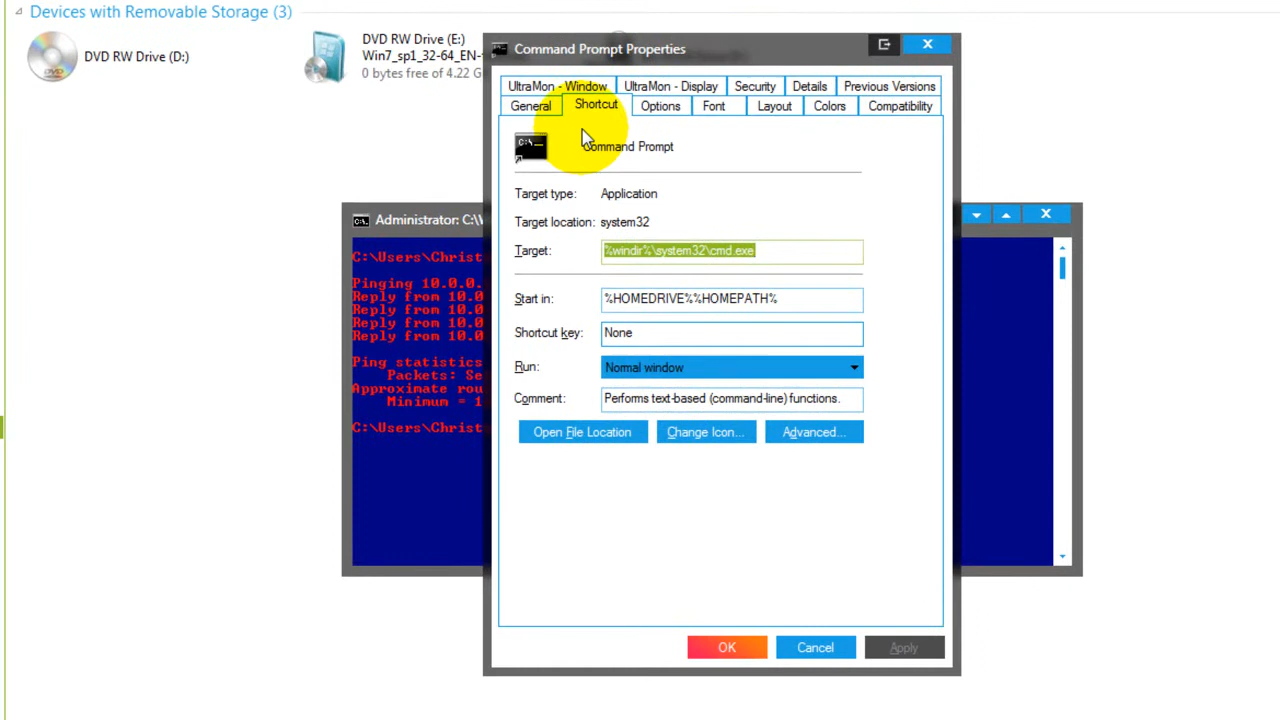 Devices with Removable Storage (3)
DVD RW Drive (D:)
DVD RW Drive (E:)
Win7_sp1_32-64_EN-
0 bytes free of 4.22 G
Command Prompt Properties
UltraMon - Window
UltraMon - Display
Security
Details
Previous Versions
General
Shortcut
Options
Font
Layout
Colors
Compatibility
C:\
Command Prompt
Target type: Application
Target location: system32
Target: %windir%\system32\cmd.exe
Start in: %HOMEDRIVE%%HOMEPATH%
Shortcut key: None
Run: Normal window
Comment: Performs text-based (command-line) functions.
Open File Location
Change Icon...
Advanced...
OK
Cancel
Apply
Administrator: C:\
C:\Users\Christ
Pinging 10.0.0.
Reply from 10.0
Reply from 10.0
Reply from 10.0
Reply from 10.0
Ping statistics
Packets: Se
Approximate rou
Minimum = 1
C:\Users\Christ